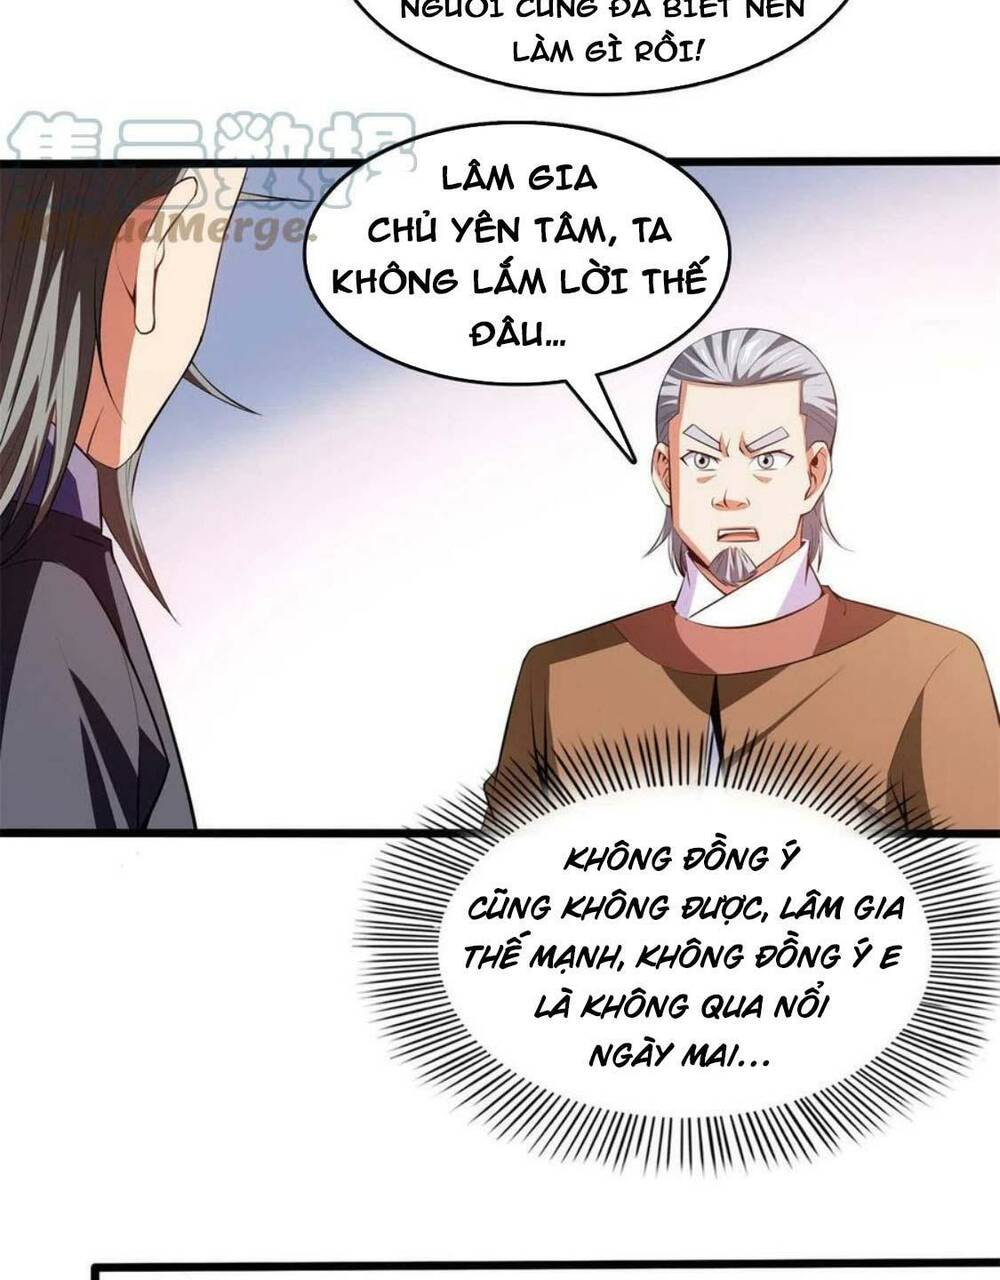 NGƯƠI CŨNG ĐÃ BIẾT NÊN
LÀM GÌ RỒI!
LÂM GIA
CHỦ YÊN TÂM, TA
KHÔNG LẮM LỜI THẾ
ĐÂU...
KHÔNG ĐỒNG Ý
CŨNG KHÔNG ĐƯỢC, LÂM GIA
THẾ MẠNH, KHÔNG ĐỒNG Ý E
LÀ KHÔNG QUA NỔI
NGÀY MAI...